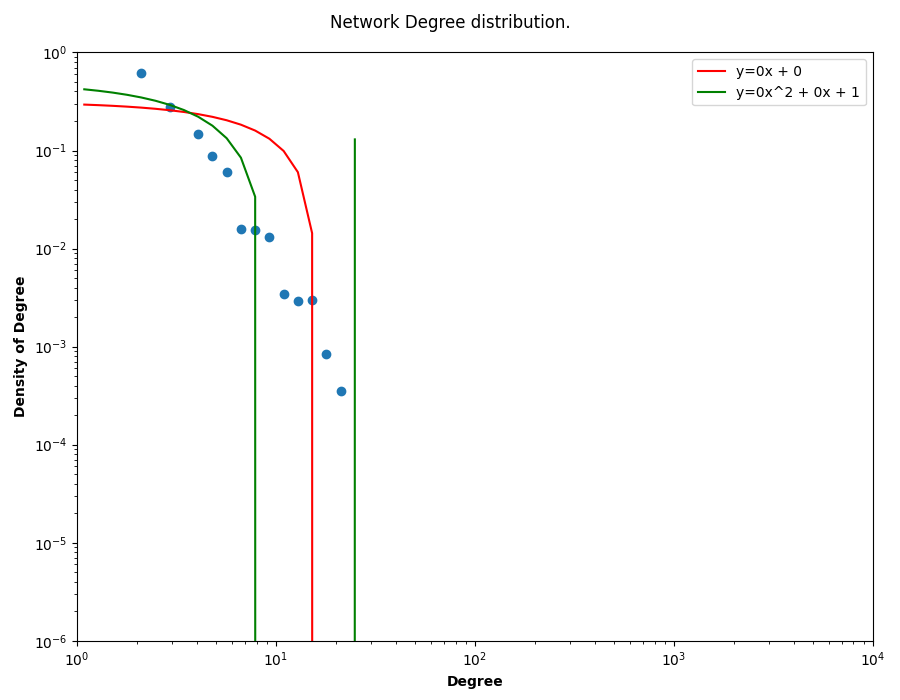 Network Degree distribution.
y=0x + 0
y=0x^2 + 0x + 1
10^0
10^-1
10^-2
10^-3
10^-4
10^-5
10^-6
Density of Degree
10^0
10^1
10^2
10^3
10^4
Degree